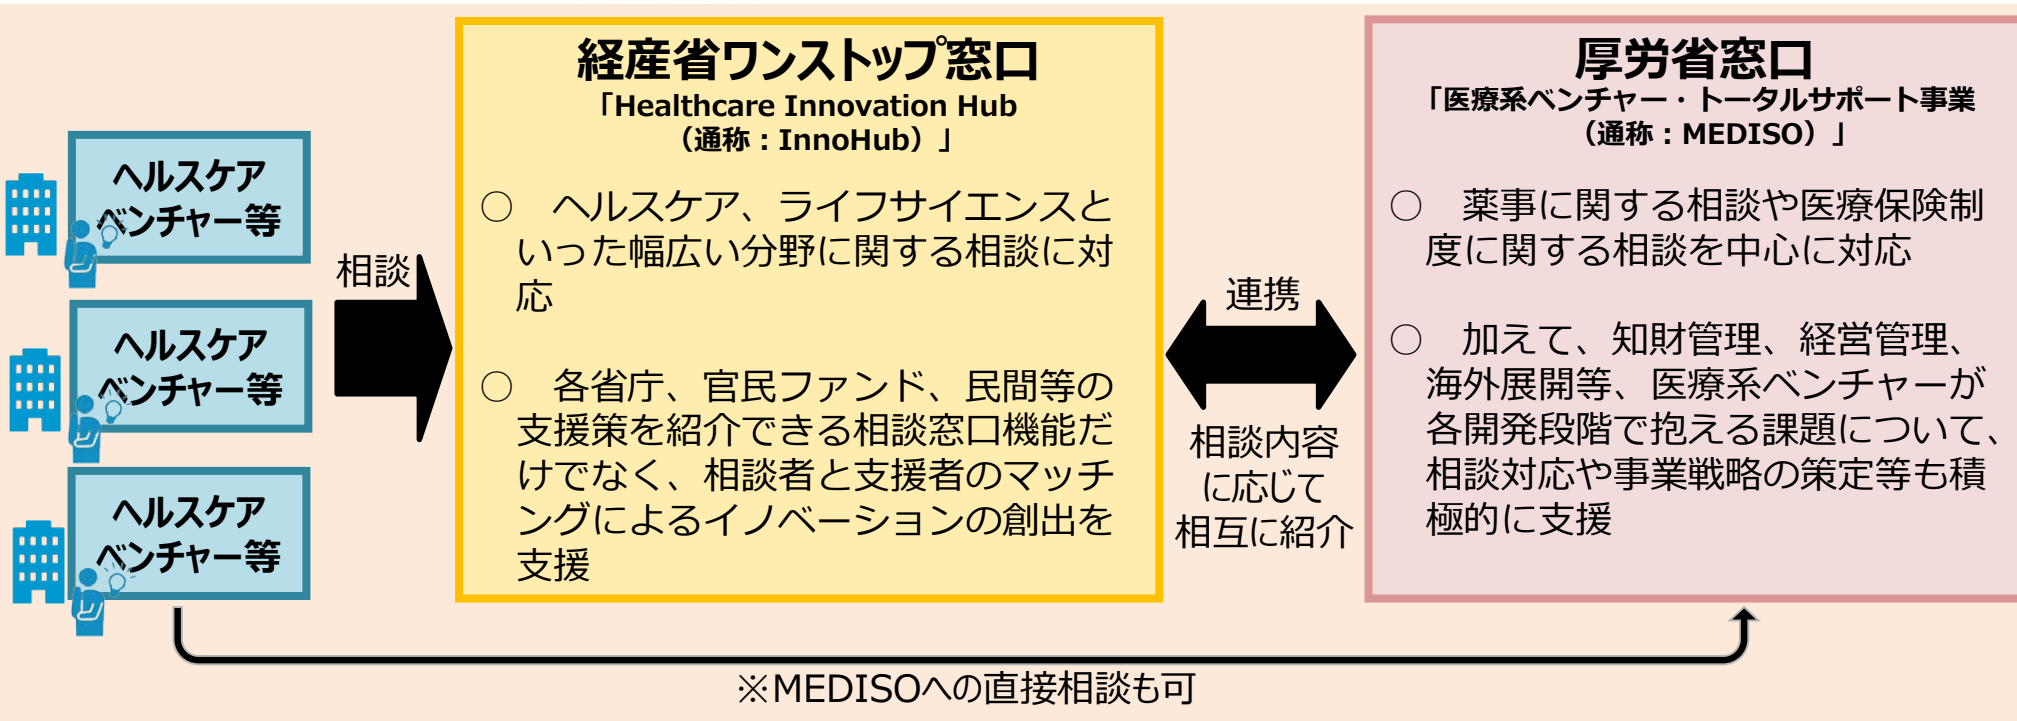 ヘルスケア
ベンチャー等
ヘルスケア
ベンチャー等
ヘルスケア
ベンチャー等
相談
経産省ワンストップ窓口
「Healthcare Innovation Hub
（通称：InnoHub）」
○　ヘルスケア、ライフサイエンスと
いった幅広い分野に関する相談に対
応
○　各省庁、官民ファンド、民間等の
支援策を紹介できる相談窓口機能だ
けでなく、相談者と支援者のマッチ
ングによるイノベーションの創出を
支援
連携
相談内容
に応じて
相互に紹介
厚労省窓口
「医療系ベンチャー・トータルサポート事業
（通称：MEDISO）」
○　薬事に関する相談や医療保険制
度に関する相談を中心に対応
○　加えて、知財管理、経営管理、
海外展開等、医療系ベンチャーが
各開発段階で抱える課題について、
相談対応や事業戦略の策定等も積
極的に支援
※MEDISOへの直接相談も可